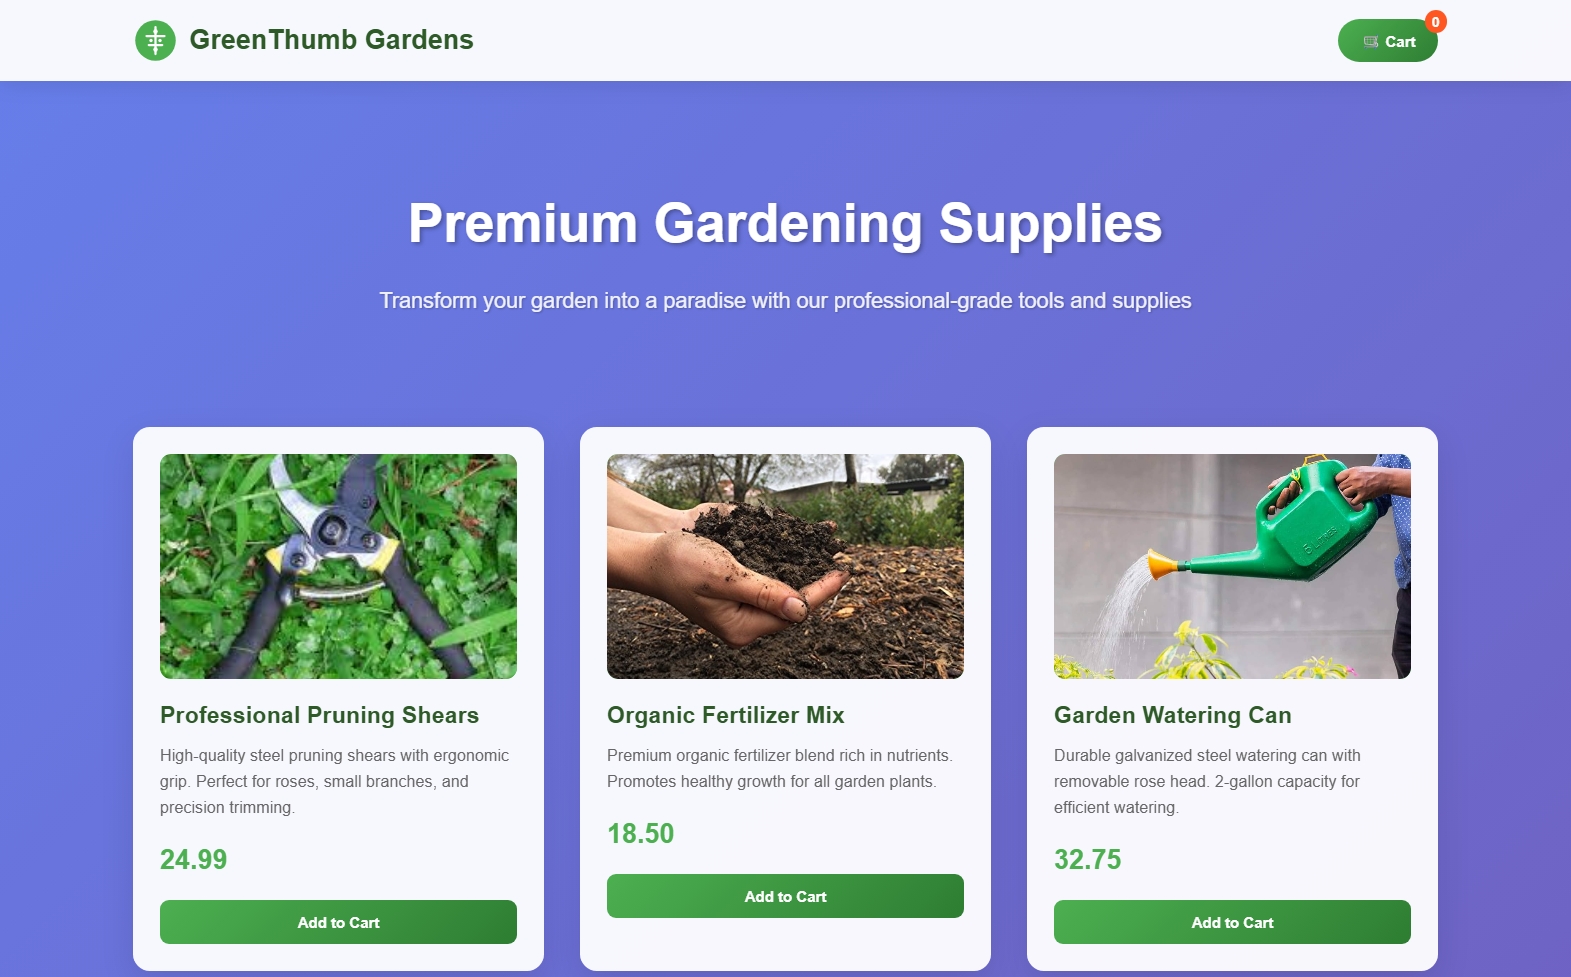 GreenThumb Gardens
Cart
0
Premium Gardening Supplies
Transform your garden into a paradise with our professional-grade tools and supplies
Professional Pruning Shears
High-quality steel pruning shears with ergonomic
grip. Perfect for roses, small branches, and
precision trimming.
24.99
Add to Cart
Organic Fertilizer Mix
Premium organic fertilizer blend rich in nutrients.
Promotes healthy growth for all garden plants.
18.50
Add to Cart
Garden Watering Can
Durable galvanized steel watering can with
removable rose head. 2-gallon capacity for
efficient watering.
32.75
Add to Cart